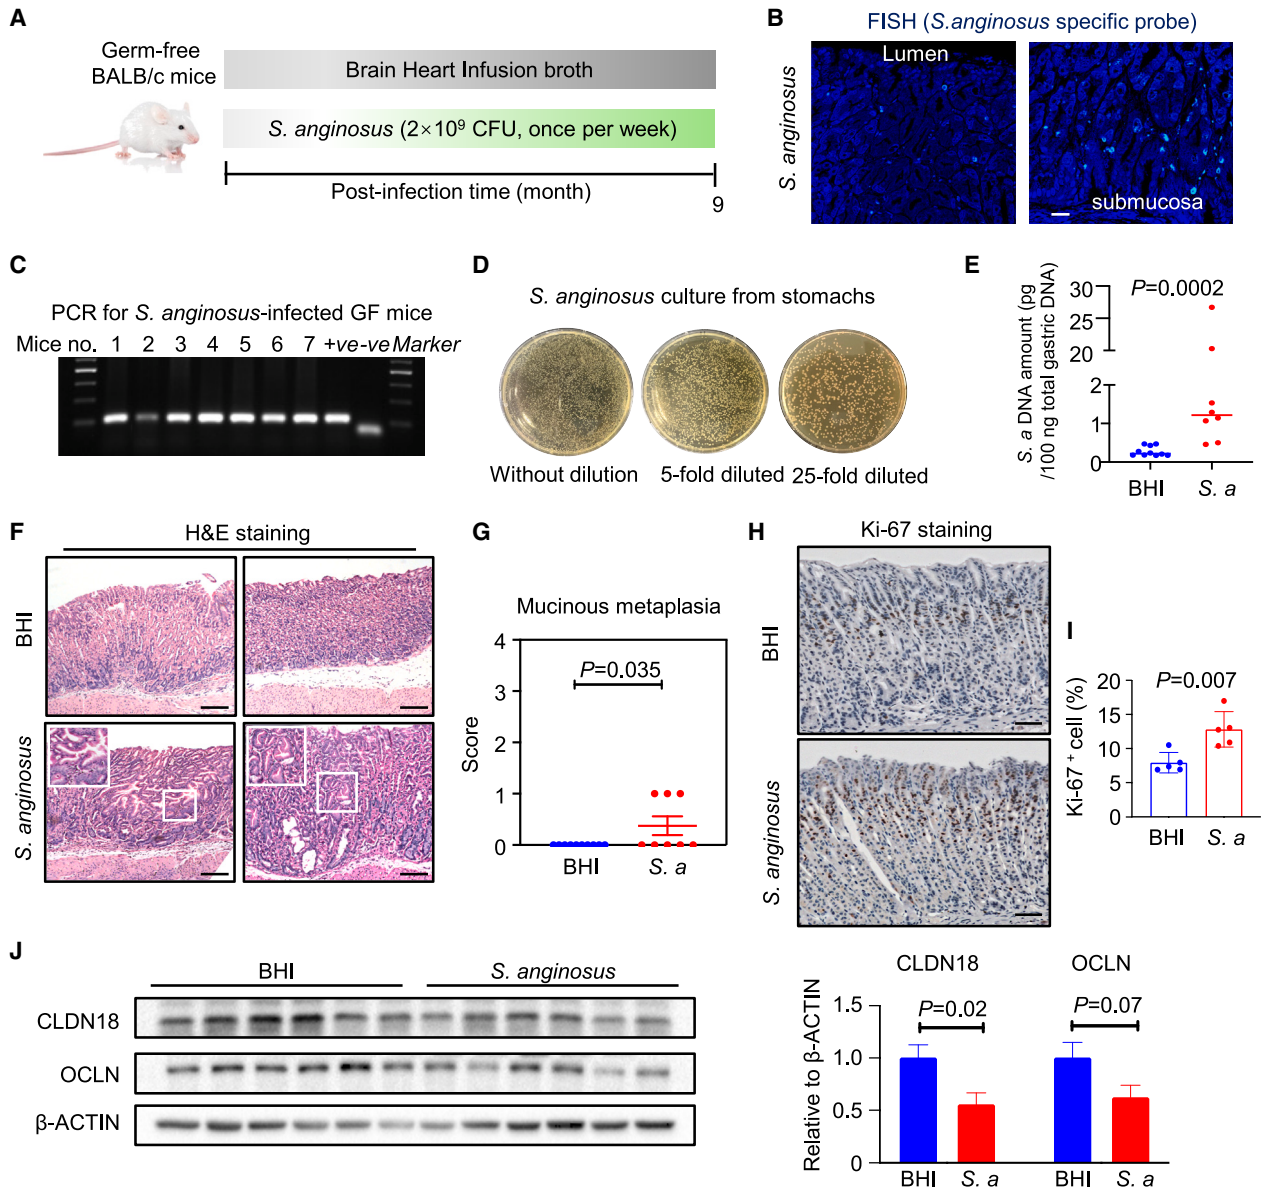 A
Germ-free
BALB/c mice
Brain Heart Infusion broth
S. anginosus (2×10⁹ CFU, once per week)
Post-infection time (month)
9
B
FISH (S.anginosus specific probe)
S. anginosus
Lumen
submucosa
C
PCR for S. anginosus-infected GF mice
Mice no. 1 2 3 4 5 6 7 +ve -ve Marker
D
S. anginosus culture from stomachs
Without dilution 5-fold diluted 25-fold diluted
E
S. a DNA amount (pg
/100 ng total gastric DNA)
P=0.0002
30
25
20
2
1
0
BHI S. a
F
H&E staining
BHI
S. anginosus
G
Mucinous metaplasia
P=0.035
Score
4
3
2
1
0
BHI S. a
H
Ki-67 staining
BHI
S. anginosus
I
P=0.007
Ki-67⁺ cell (%)
20
15
10
5
0
BHI S. a
J
BHI S. anginosus
CLDN18
OCLN
β-ACTIN
CLDN18 OCLN
P=0.02 P=0.07
Relative to β-ACTIN
1.5
1.0
0.5
0
BHI S. a BHI S. a